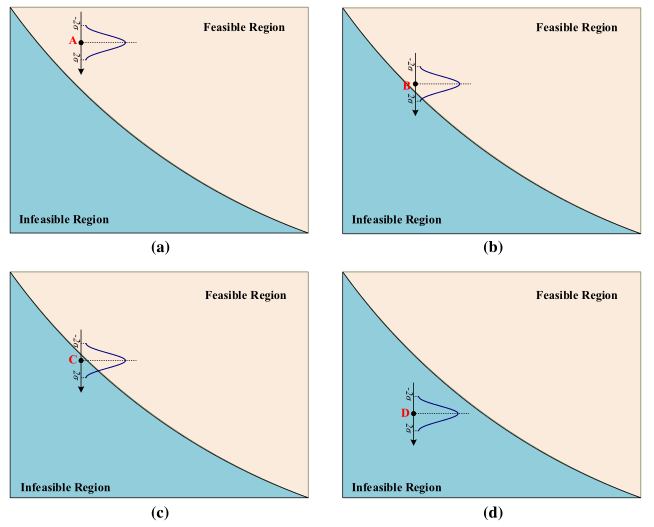 Feasible Region
-2σ
A
2σ
Infeasible Region
(a)
Feasible Region
-2σ
B
2σ
Infeasible Region
(b)
Feasible Region
-2σ
C
2σ
Infeasible Region
(c)
Feasible Region
-2σ
D
2σ
Infeasible Region
(d)